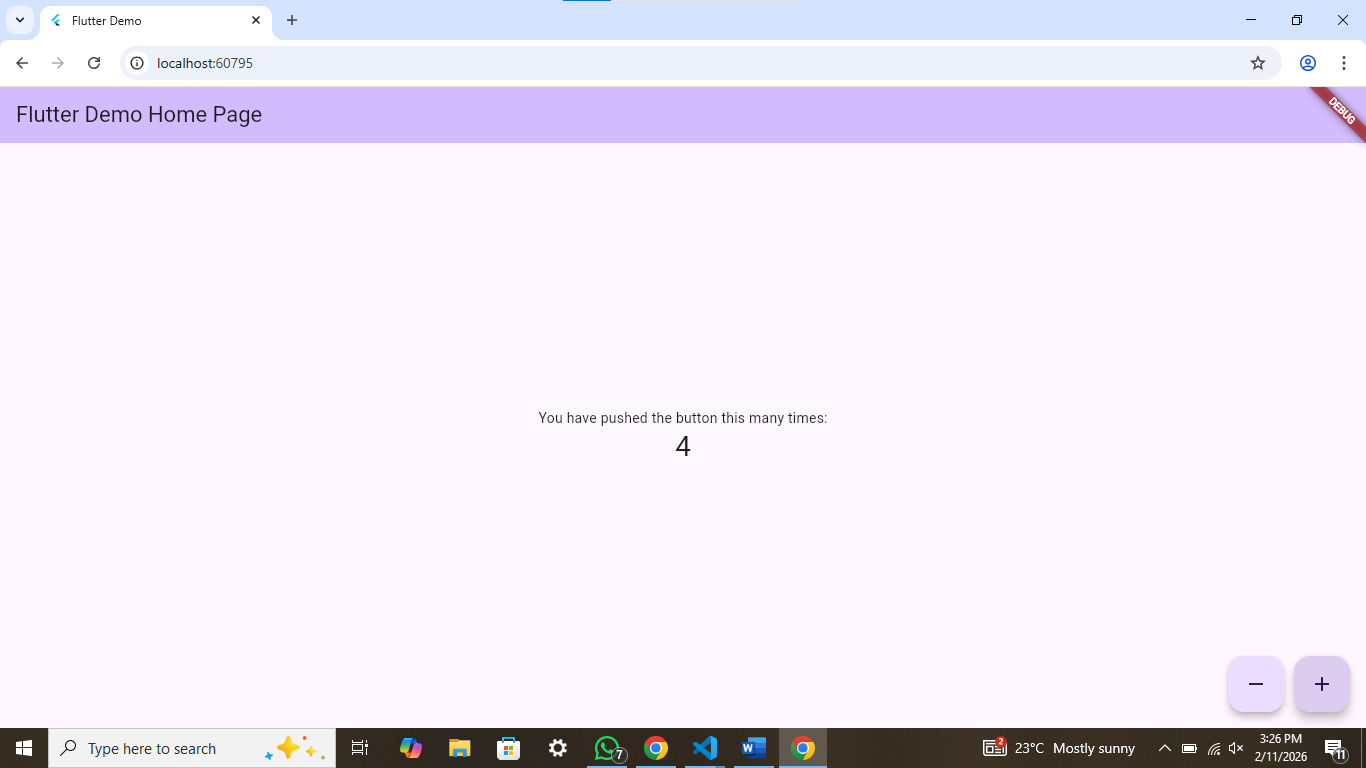 Flutter Demo
localhost:60795
Flutter Demo Home Page
DEBUG
You have pushed the button this many times:
4
− +
Type here to search
7
W
2
23°C Mostly sunny
3:26 PM
2/11/2026
11